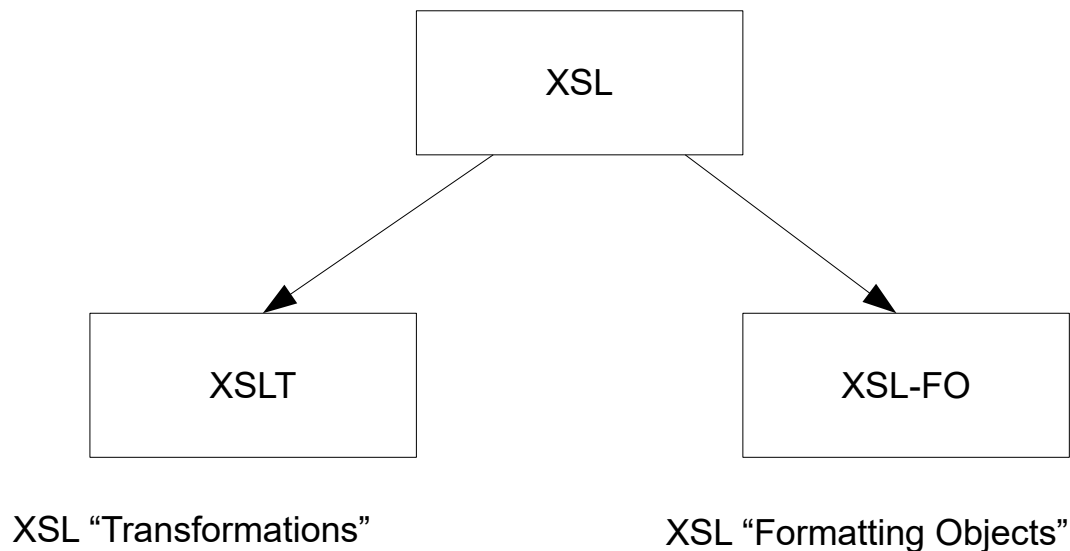 XSL
XSLT
XSL-FO
XSL “Transformations”
XSL “Formatting Objects”